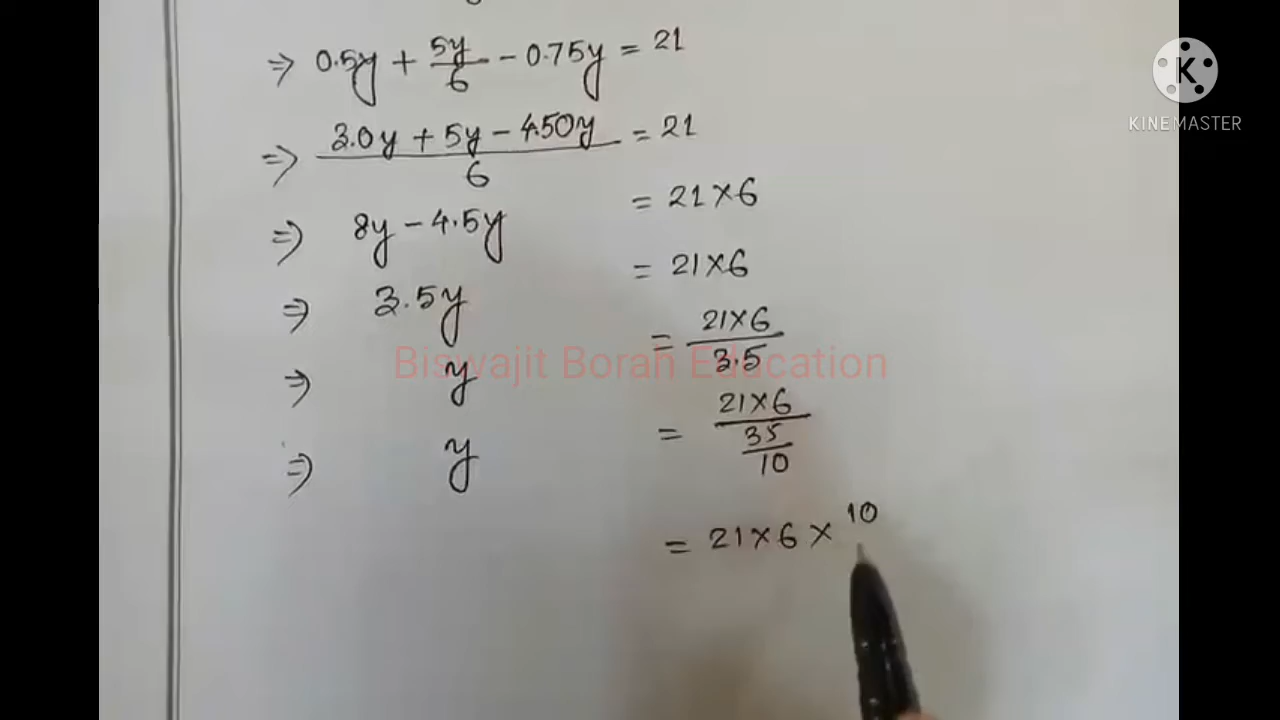 ⇒ 0.5y + 5y/6 - 0.75y = 21
KINEMASTER
⇒ 3.0y + 5y - 4.50y / 6 = 21
⇒ 8y - 4.5y = 21×6
⇒ 3.5y = 21×6
⇒ y = 21×6 / 3.5
Biswajit Borah Education
⇒ y = 21×6 / 35/10
= 21×6× 10